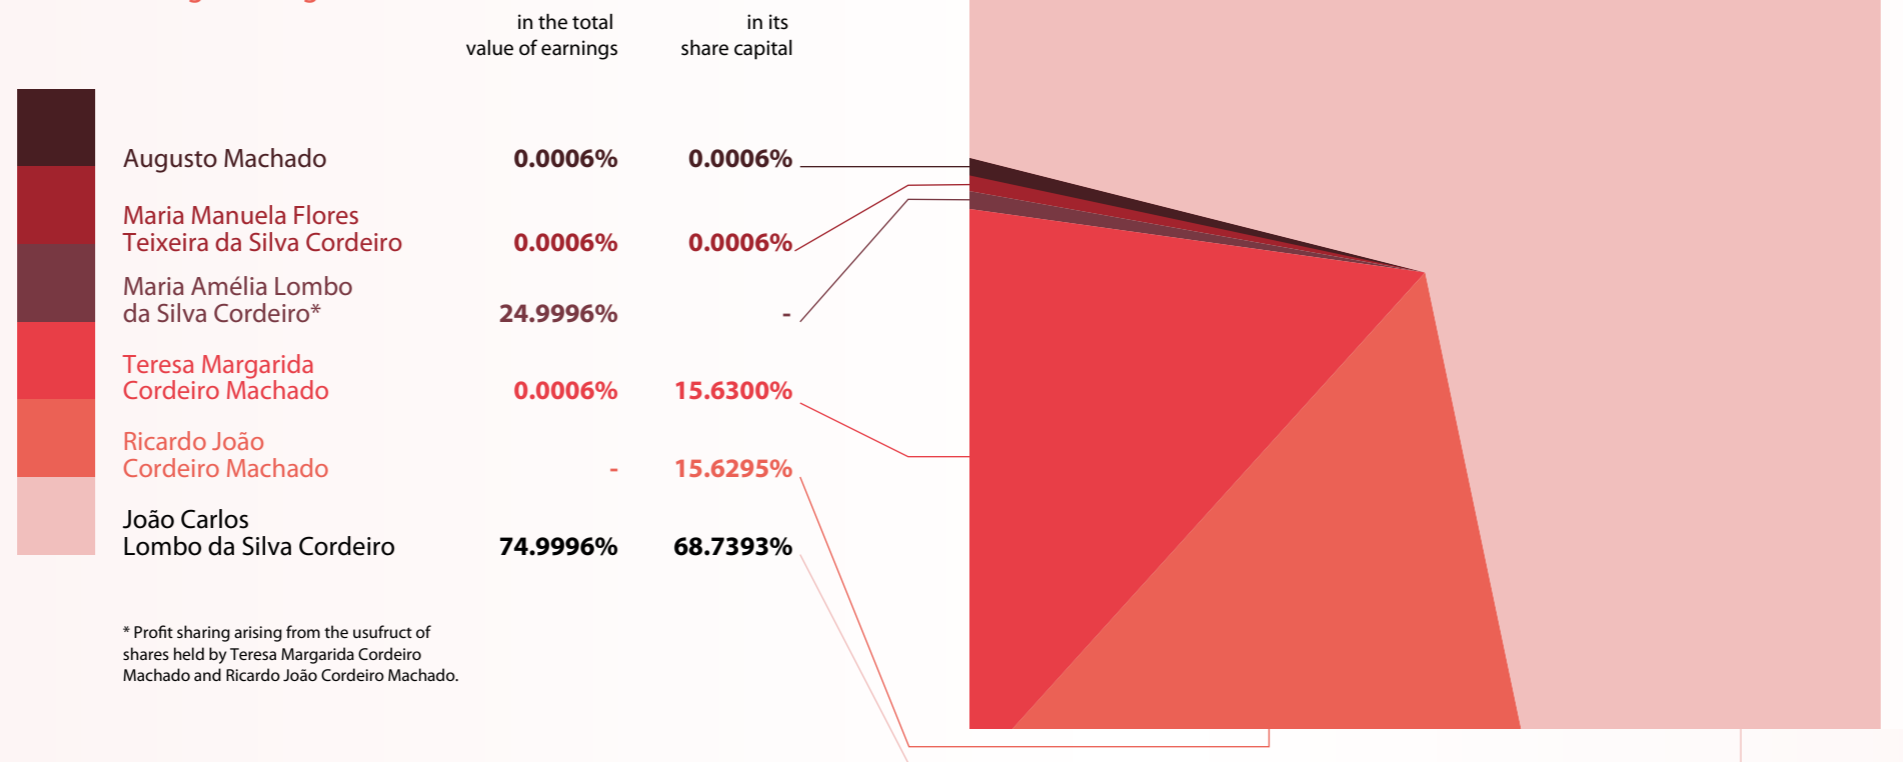 in the total
value of earnings
in its
share capital
Augusto Machado 0.0006% 0.0006%
Maria Manuela Flores
Teixeira da Silva Cordeiro 0.0006% 0.0006%
Maria Amélia Lombo
da Silva Cordeiro* 24.9996% -
Teresa Margarida
Cordeiro Machado 0.0006% 15.6300%
Ricardo João
Cordeiro Machado - 15.6295%
João Carlos
Lombo da Silva Cordeiro 74.9996% 68.7393%
* Profit sharing arising from the usufruct of
shares held by Teresa Margarida Cordeiro
Machado and Ricardo João Cordeiro Machado.